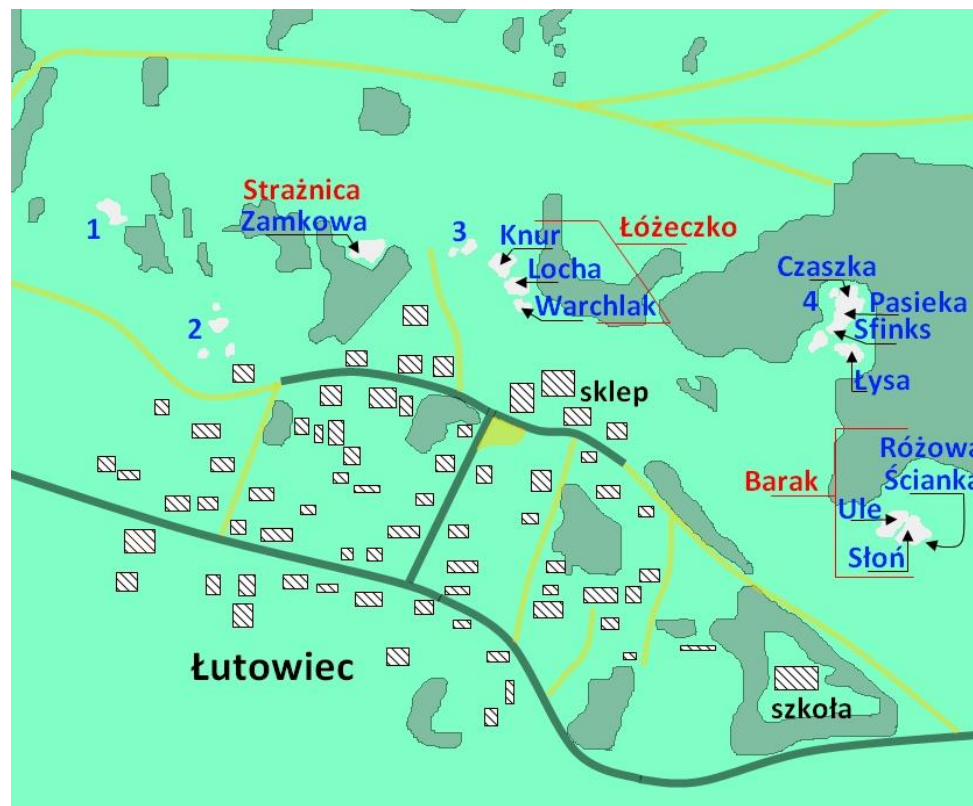 Strażnica
Zamkowa
1
3
Knur
Łóżeczko
Locha
Warchlak
Czaszka
4
Pasieka
Sfinks
Łysa
2
sklep
Barak
Różowa
Ścianka
Ule
Słoń
Łutowiec
szkoła